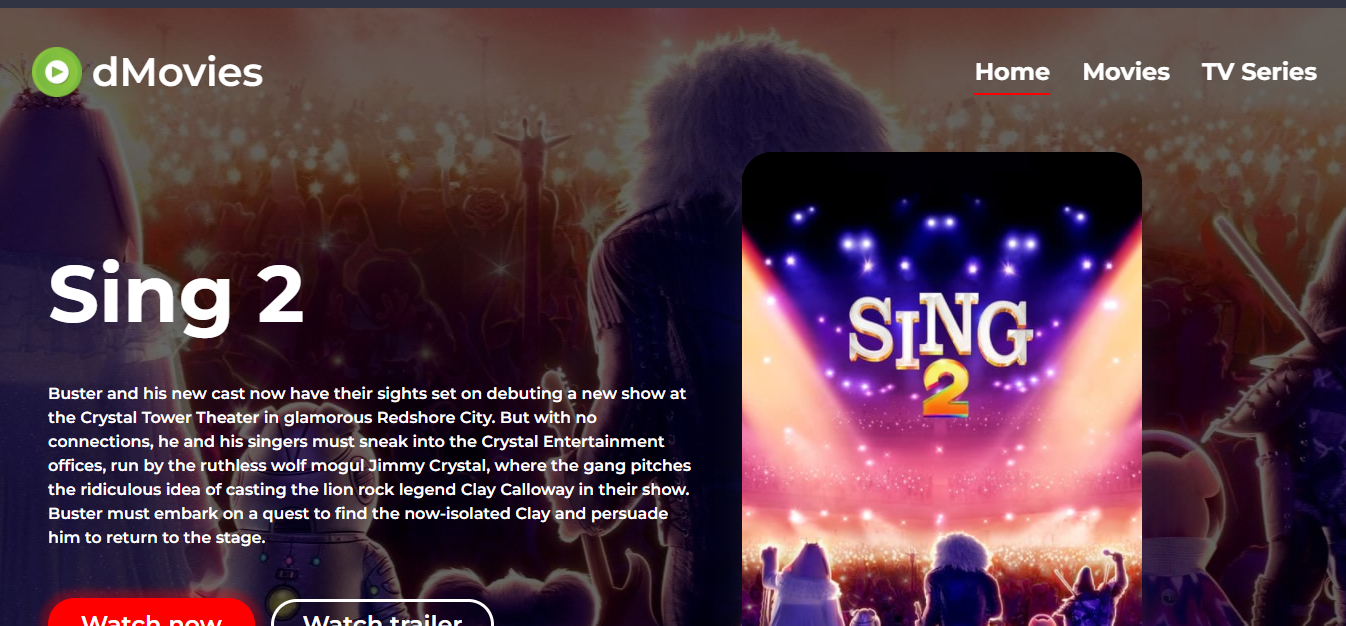 dMovies
Home Movies TV Series
Sing 2
Buster and his new cast now have their sights set on debuting a new show at
the Crystal Tower Theater in glamorous Redshore City. But with no
connections, he and his singers must sneak into the Crystal Entertainment
offices, run by the ruthless wolf mogul Jimmy Crystal, where the gang pitches
the ridiculous idea of casting the lion rock legend Clay Calloway in their show.
Buster must embark on a quest to find the now-isolated Clay and persuade
him to return to the stage.
Watch now
Watch trailer
SING
2